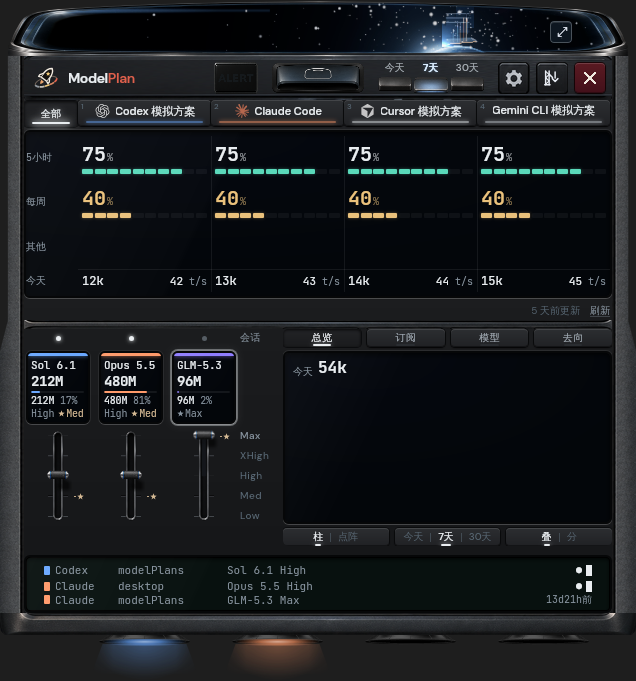 ModelPlan
ALERT
今天 7天 30天
全部
1 Codex 模拟方案
2 Claude Code
3 Cursor 模拟方案
4 Gemini CLI 模拟方案
5小时 75% 75% 75% 75%
每周 40% 40% 40% 40%
其他
今天 12k 42 t/s 13k 43 t/s 14k 44 t/s 15k 45 t/s
5 天前更新 刷新
会话
Sol 6.1
212M
212M 17%
High ★Med
Opus 5.5
480M
480M 81%
High ★Med
GLM-5.3
96M
96M 2%
★Max
Max
XHigh
High
Med
Low
总览 订阅 模型 去向
今天 54k
柱 | 点阵 今天 | 7天 | 30天 叠 | 分
Codex modelPlans Sol 6.1 High
Claude desktop Opus 5.5 High
Claude modelPlans GLM-5.3 Max 13d21h前